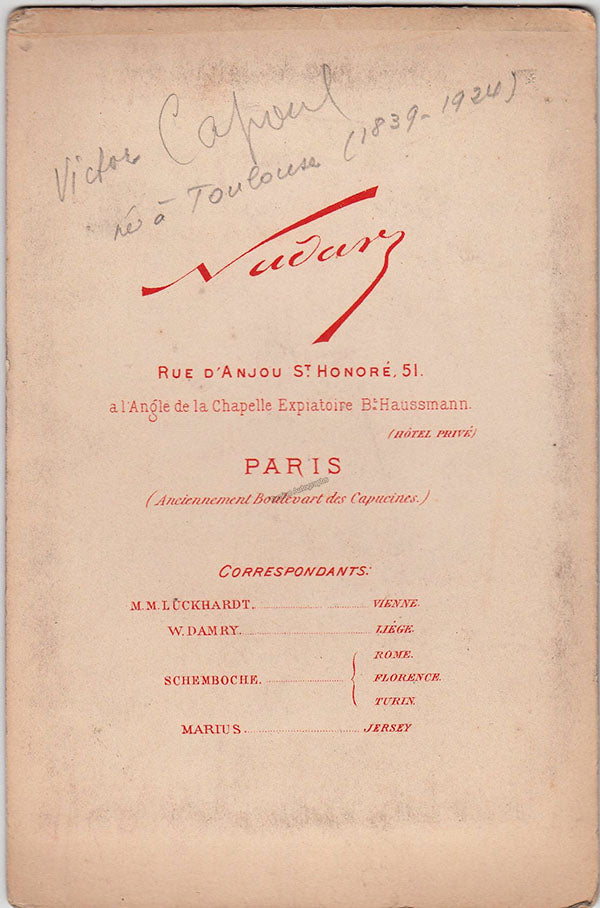 Victor Capoul
né à Toulouse (1839-1924)
Nadar
RUE D'ANJOU ST HONORÉ, 51.
a l'Angle de la Chapelle Expiatoire Bt Haussmann.
(HÔTEL PRIVÉ)
PARIS
(Anciennement Boulevart des Capucines.)
CORRESPONDANTS:
M.M. LÜCKHARDT. VIENNE.
W. DAMRY. LIÉGE.
SCHEMBOCHE. { ROME.
FLORENCE.
TURIN.
MARIUS JERSEY